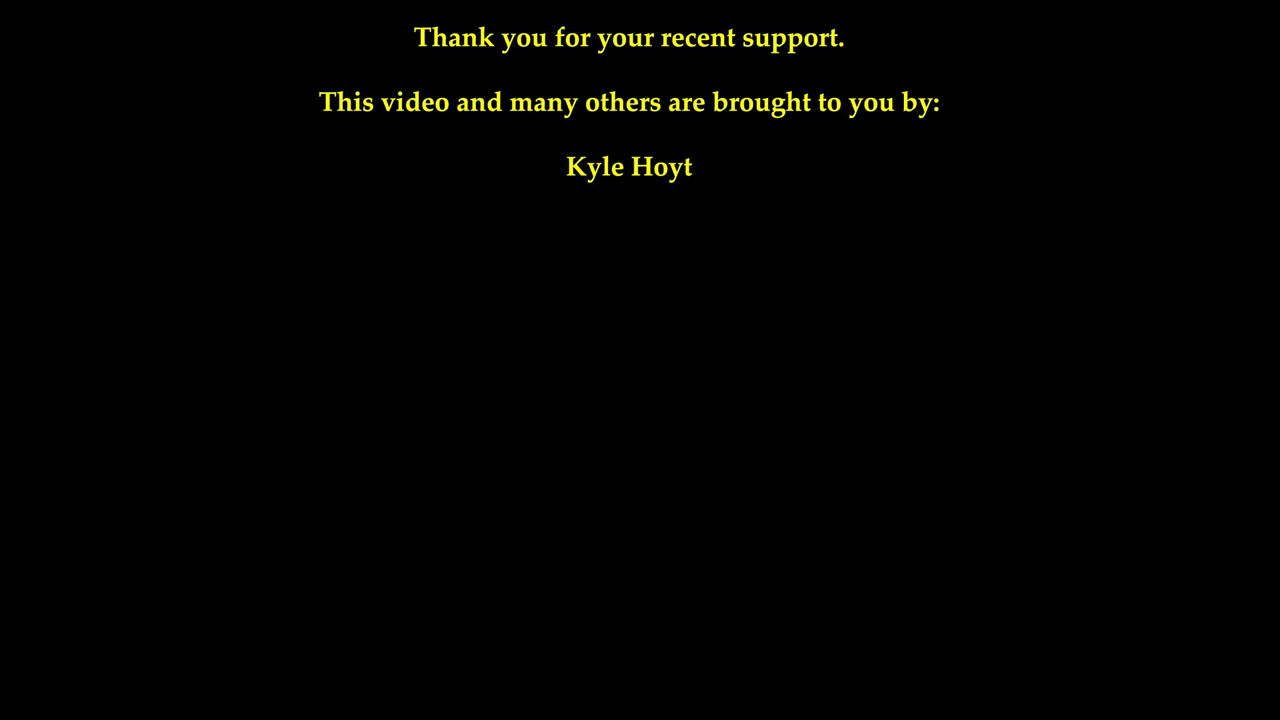 Thank you for your recent support.
This video and many others are brought to you by:
Kyle Hoyt